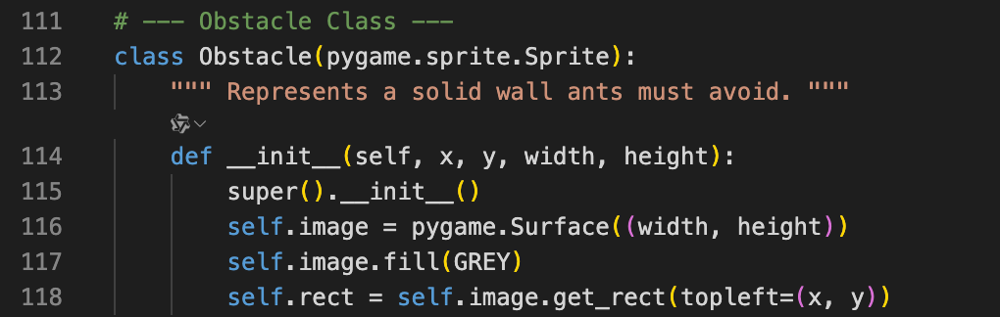 111 # --- Obstacle Class ---
112 class Obstacle(pygame.sprite.Sprite):
113     """ Represents a solid wall ants must avoid. """
114     def __init__(self, x, y, width, height):
115         super().__init__()
116         self.image = pygame.Surface((width, height))
117         self.image.fill(GREY)
118         self.rect = self.image.get_rect(topleft=(x, y))